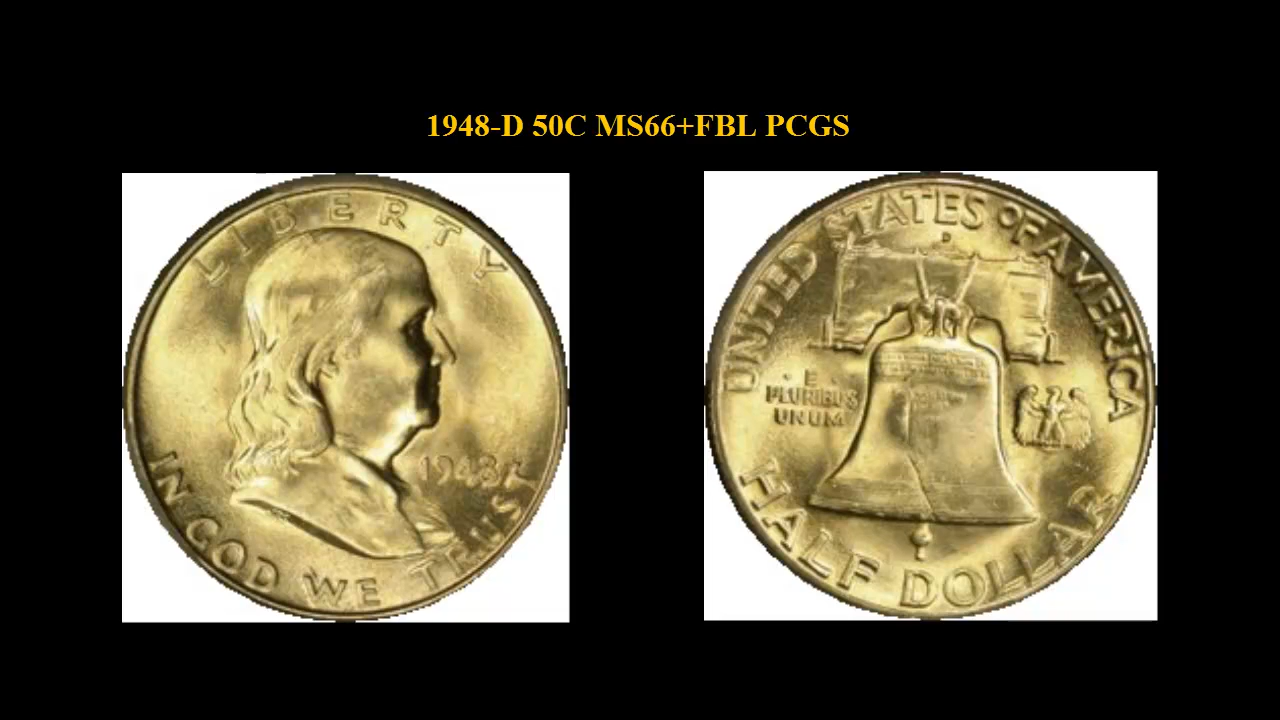 1948-D 50C MS66+FBL PCGS
LIBERTY
1948
IN GOD WE TRUST
UNITED STATES OF AMERICA
D
· E ·
PLURIBUS
UNUM
HALF DOLLAR